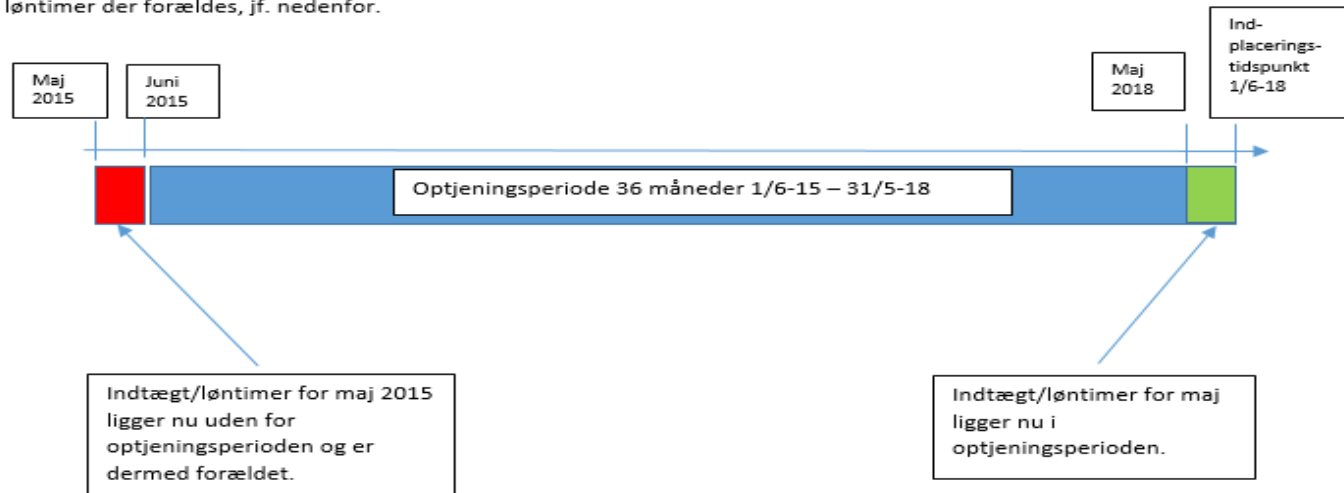 løntimer der forældes, jf. nedenfor.
Ind-
placerings-
tidspunkt
1/6-18
Maj
2015
Juni
2015
Maj
2018
Optjeningsperiode 36 måneder 1/6-15 – 31/5-18
Indtægt/løntimer for maj 2015
ligger nu uden for
optjeningsperioden og er
dermed forældet.
Indtægt/løntimer for maj
ligger nu i
optjeningsperioden.